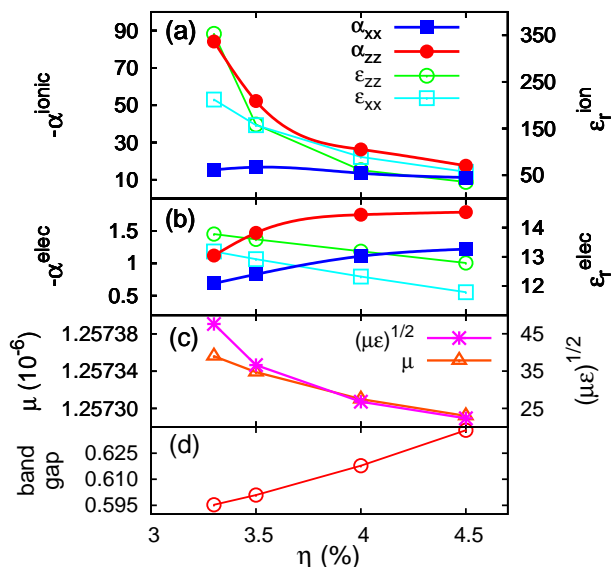 (a)
α_xx
α_zz
ε_zz
ε_xx
90
70
50
30
10
-α^ionic
350
250
150
50
ε_r^ion
(b)
1.5
1
0.5
-α^elec
14
13
12
ε_r^elec
(c)
(με)^1/2
μ
1.25738
1.25734
1.25730
μ (10^-6)
45
35
25
(με)^1/2
(d)
0.625
0.610
0.595
band
gap
3 3.5 4 4.5
η (%)